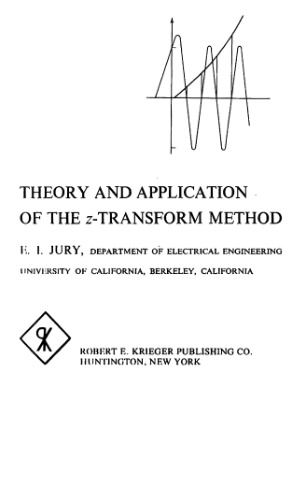 THEORY AND APPLICATION
OF THE z-TRANSFORM METHOD
E. I. JURY, DEPARTMENT OF ELECTRICAL ENGINEERING
UNIVERSITY OF CALIFORNIA, BERKELEY, CALIFORNIA
ROBERT E. KRIEGER PUBLISHING CO.
HUNTINGTON, NEW YORK